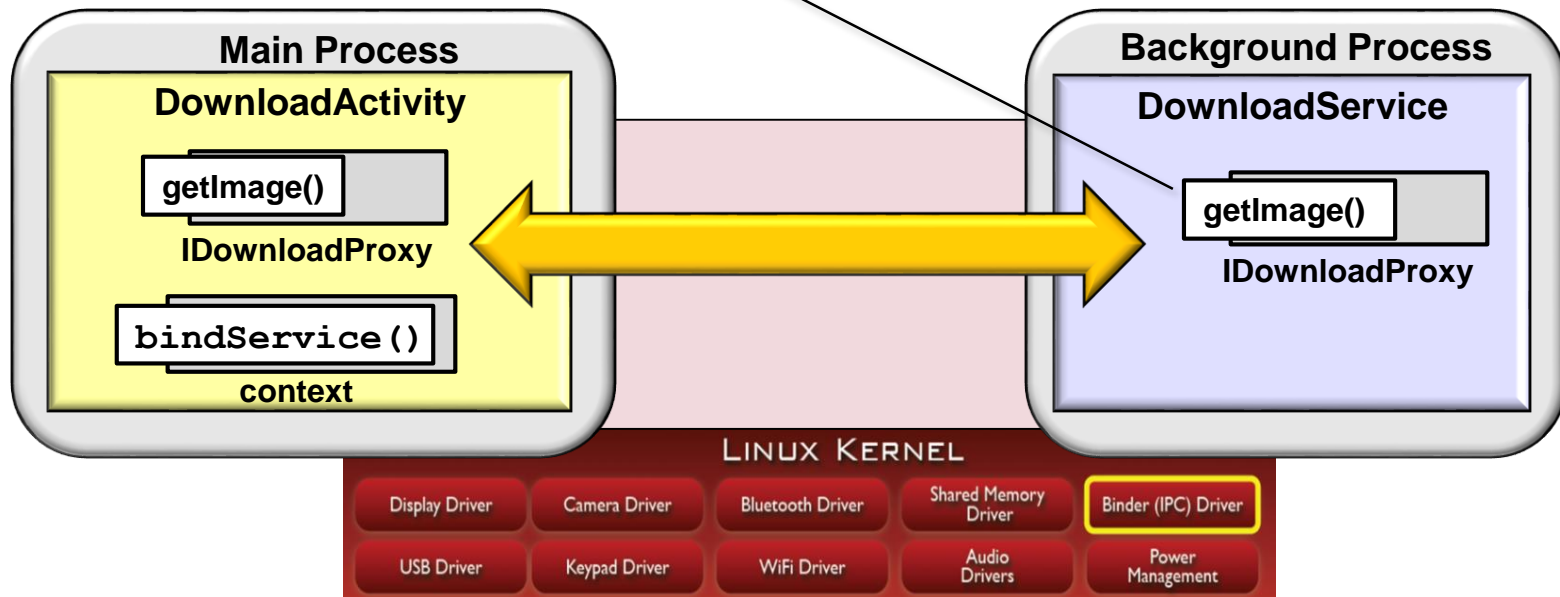 Main Process
DownloadActivity
getImage()
IDownloadProxy
bindService()
context
Background Process
DownloadService
getImage()
IDownloadProxy
LINUX KERNEL
Display Driver
Camera Driver
Bluetooth Driver
Shared Memory
Driver
Binder (IPC) Driver
USB Driver
Keypad Driver
WiFi Driver
Audio
Drivers
Power
Management